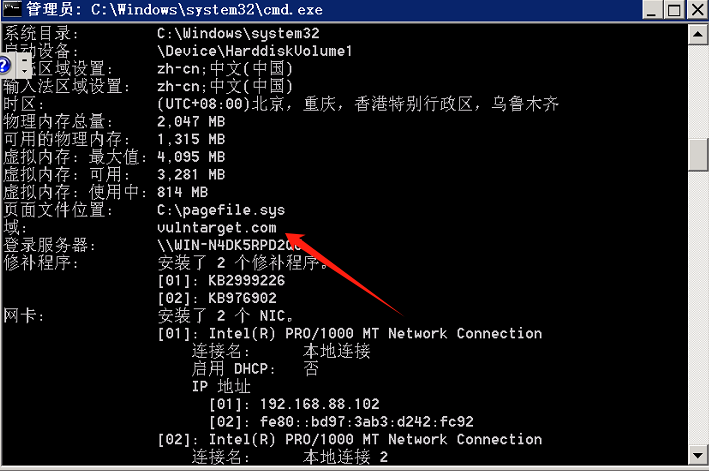 管理员: C:\Windows\system32\cmd.exe
系统目录: C:\Windows\system32
启动设备: \Device\HarddiskVolume1
区域设置: zh-cn;中文(中国)
输入法区域设置: zh-cn;中文(中国)
时区: (UTC+08:00)北京，重庆，香港特别行政区，乌鲁木齐
物理内存总量: 2,047 MB
可用的物理内存: 1,315 MB
虚拟内存: 最大值: 4,095 MB
虚拟内存: 可用: 3,281 MB
虚拟内存: 使用中: 814 MB
页面文件位置: C:\pagefile.sys
域: vulntarget.com
登录服务器: \\WIN-N4DK5RPD2Q
修补程序: 安装了 2 个修补程序。
[01]: KB2999226
[02]: KB976902
网卡: 安装了 2 个 NIC。
[01]: Intel(R) PRO/1000 MT Network Connection
连接名: 本地连接
启用 DHCP: 否
IP 地址
[01]: 192.168.88.102
[02]: fe80::bd97:3ab3:d242:fc92
[02]: Intel(R) PRO/1000 MT Network Connection
连接名: 本地连接 2